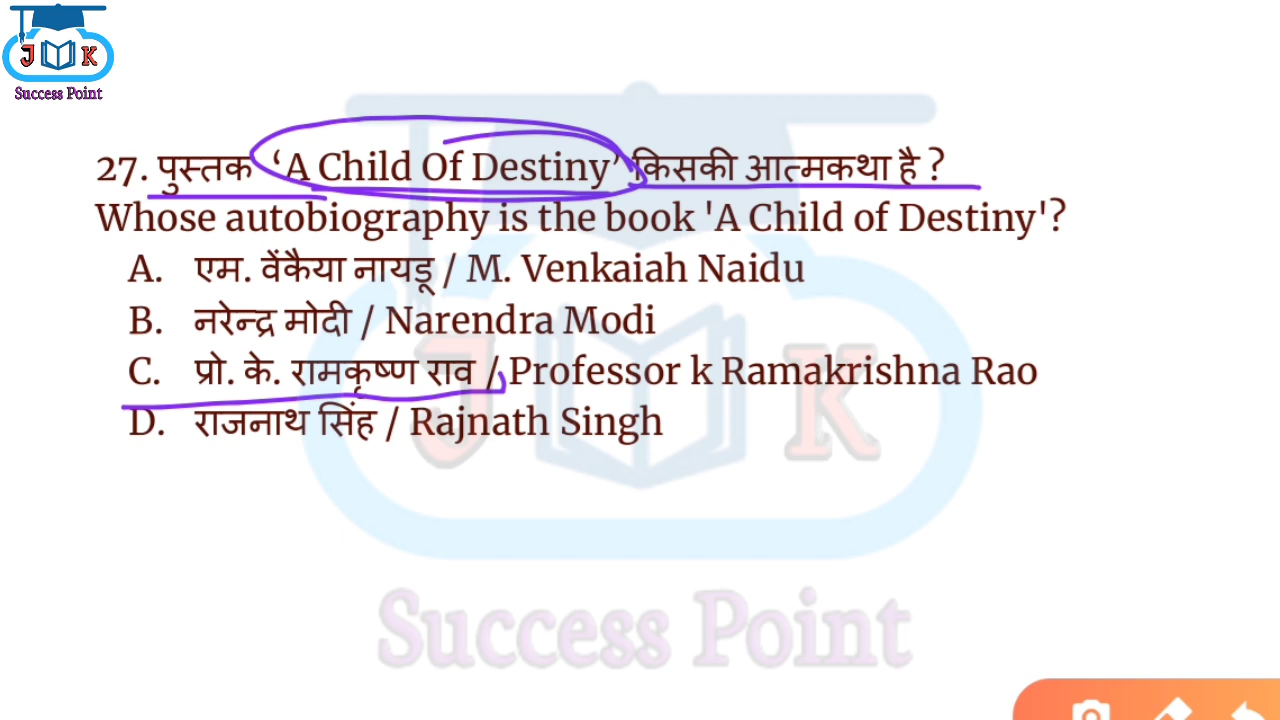 J K
Success Point
27. पुस्तक ‘A Child Of Destiny’ किसकी आत्मकथा है ?
Whose autobiography is the book 'A Child of Destiny'?
A. एम. वेंकैया नायडू / M. Venkaiah Naidu
B. नरेन्द्र मोदी / Narendra Modi
C. प्रो. के. रामकृष्ण राव / Professor k Ramakrishna Rao
D. राजनाथ सिंह / Rajnath Singh
J K
Success Point